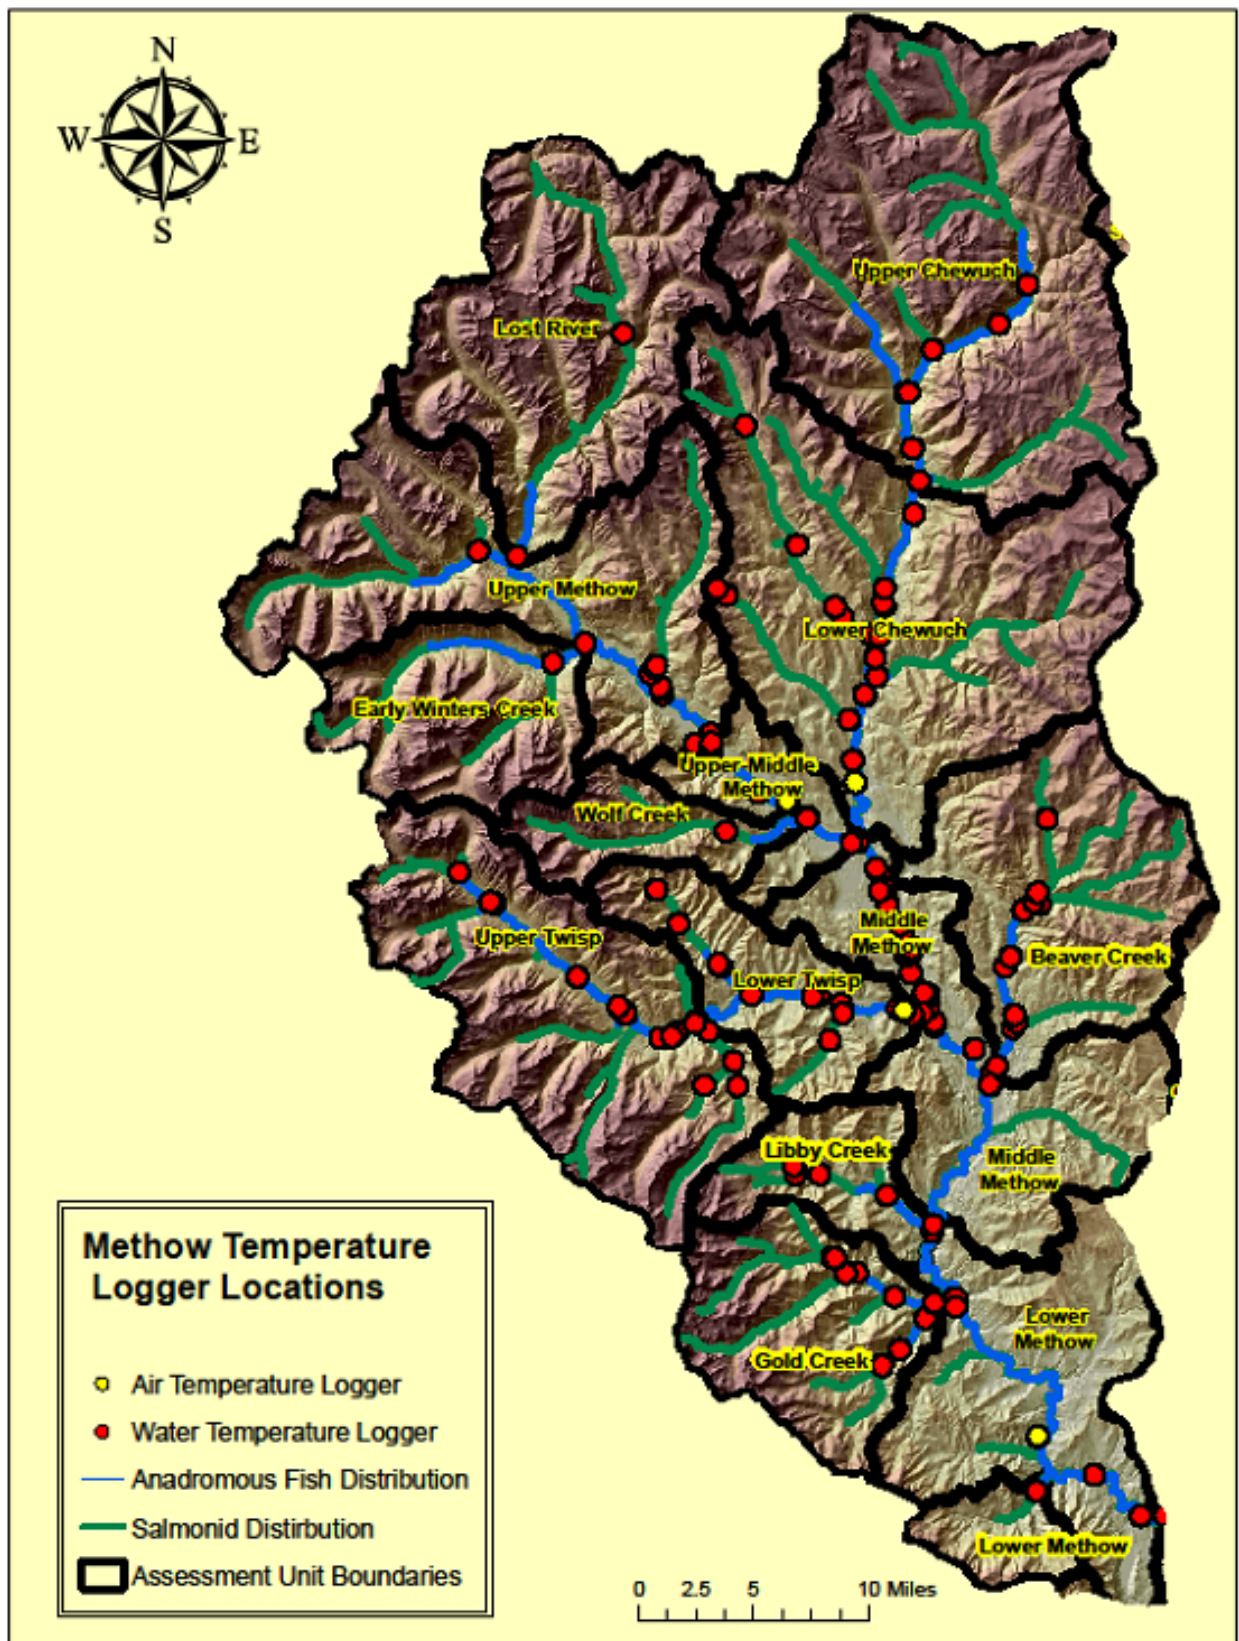 N
W E
S
Upper Chewuch
Lost River
Upper Methow
Lower Chewuch
Early Winters Creek
Upper-Middle
Methow
Wolf Creek
Middle
Methow
Upper Twisp
Beaver Creek
Lower Twisp
Libby Creek
Middle
Methow
Lower
Methow
Gold Creek
Lower Methow
Methow Temperature
Logger Locations
Air Temperature Logger
Water Temperature Logger
Anadromous Fish Distribution
Salmonid Distirbution
Assessment Unit Boundaries
0 2.5 5 10 Miles